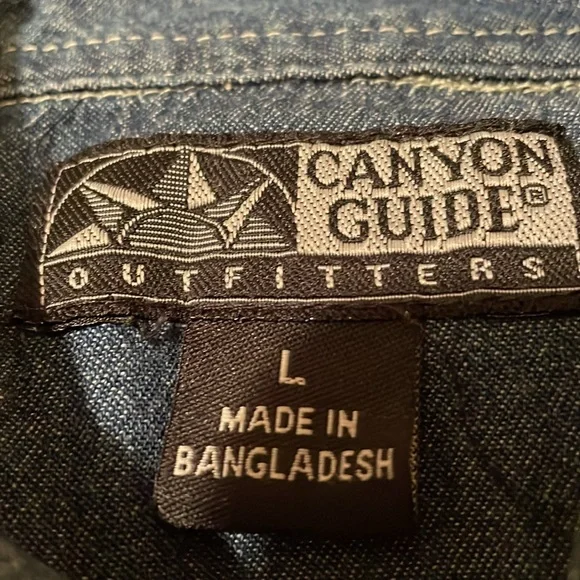 CANYON
GUIDE®
OUTFITTERS
L
MADE IN
BANGLADESH